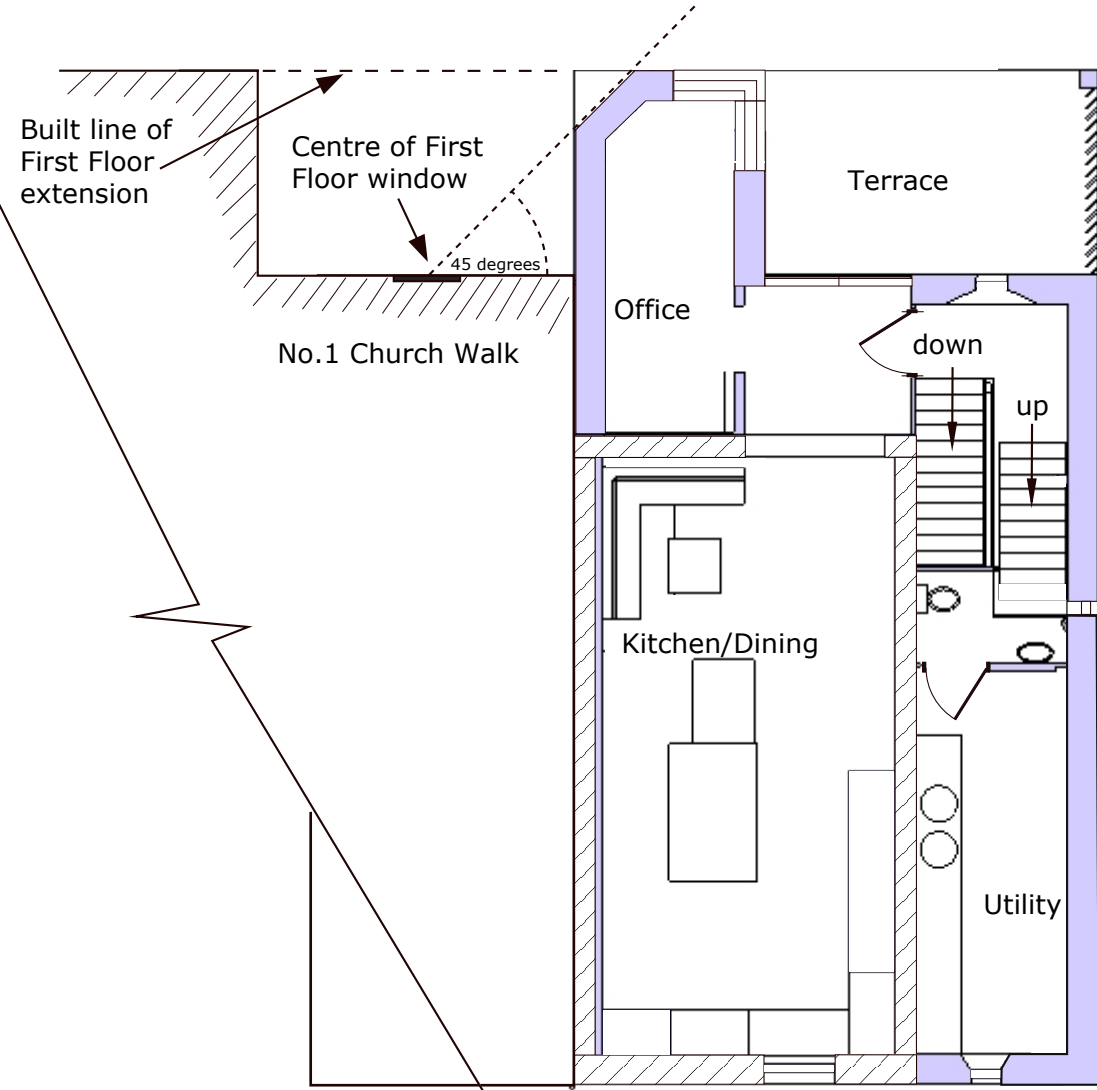 Built line of
First Floor
extension
Centre of First
Floor window
45 degrees
Terrace
Office
No.1 Church Walk
down
up
Kitchen/Dining
Utility